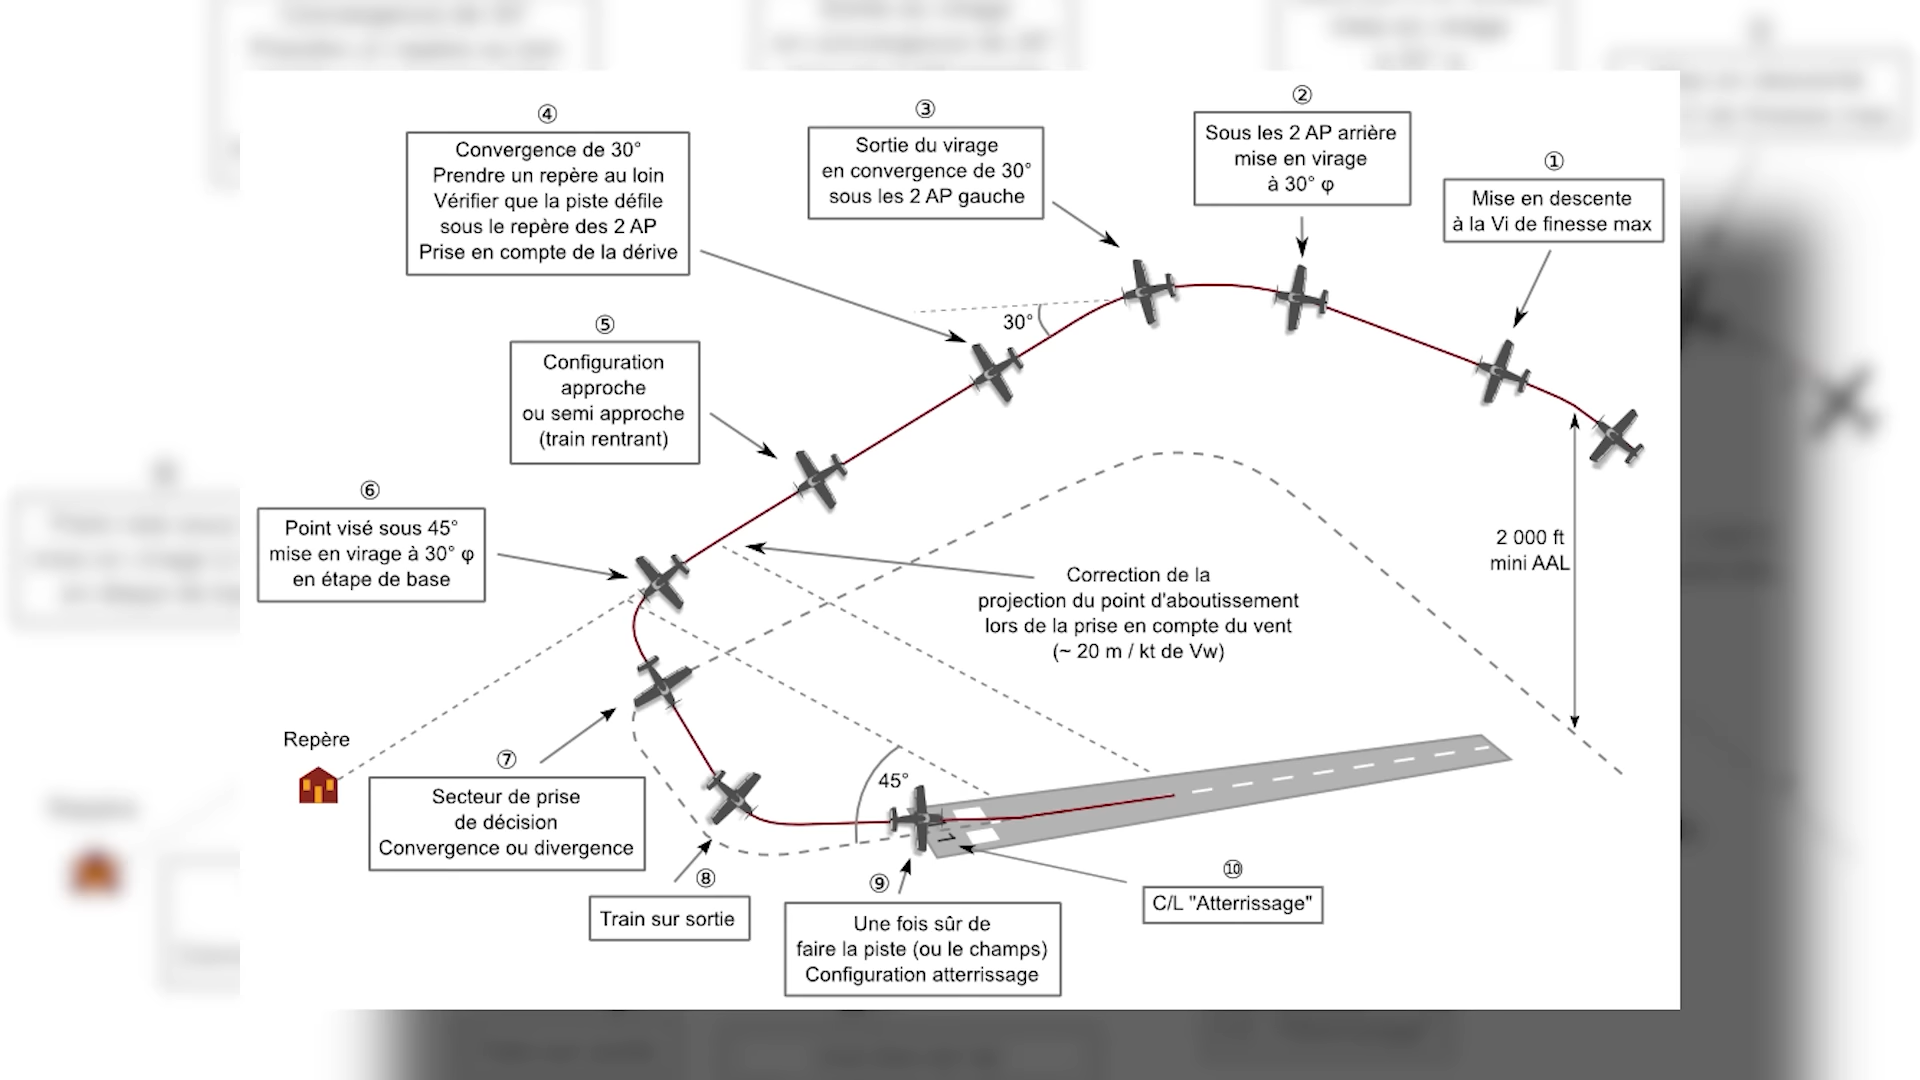 ①
Mise en descente
à la Vi de finesse max
②
Sous les 2 AP arrière
mise en virage
à 30° φ
③
Sortie du virage
en convergence de 30°
sous les 2 AP gauche
④
Convergence de 30°
Prendre un repère au loin
Vérifier que la piste défile
sous le repère des 2 AP
Prise en compte de la dérive
30°
⑤
Configuration
approche
ou semi approche
(train rentrant)
⑥
Point visé sous 45°
mise en virage à 30° φ
en étape de base
2 000 ft
mini AAL
Correction de la
projection du point d'aboutissement
lors de la prise en compte du vent
(~ 20 m / kt de Vw)
Repère
⑦
Secteur de prise
de décision
Convergence ou divergence
45°
⑧
Train sur sortie
⑨
Une fois sûr de
faire la piste (ou le champs)
Configuration atterrissage
⑩
C/L "Atterrissage"